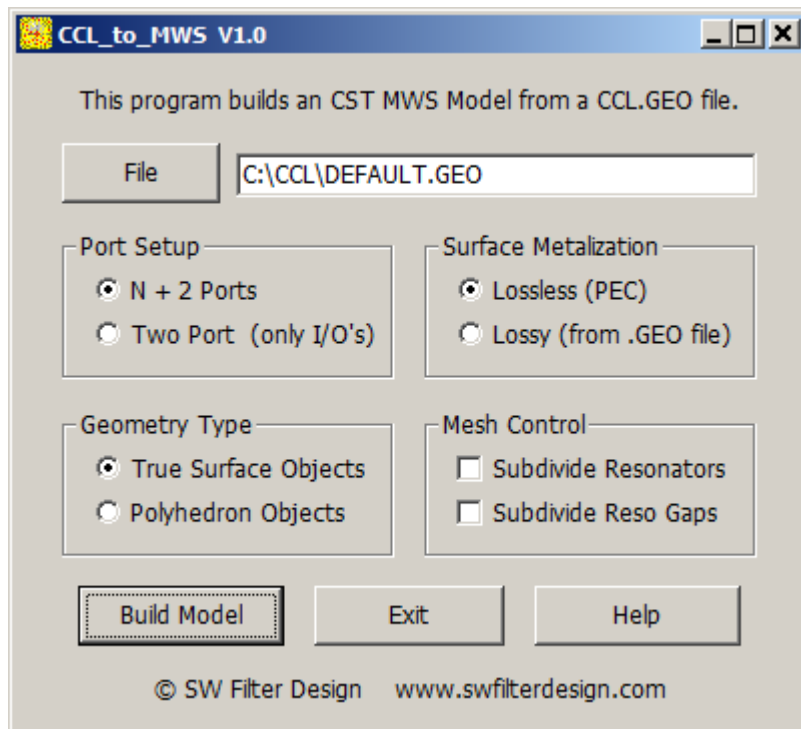 CCL_to_MWS V1.0
This program builds an CST MWS Model from a CCL.GEO file.
File
C:\CCL\DEFAULT.GEO
Port Setup
N + 2 Ports
Two Port (only I/O's)
Surface Metalization
Lossless (PEC)
Lossy (from .GEO file)
Geometry Type
True Surface Objects
Polyhedron Objects
Mesh Control
Subdivide Resonators
Subdivide Reso Gaps
Build Model
Exit
Help
© SW Filter Design www.swfilterdesign.com